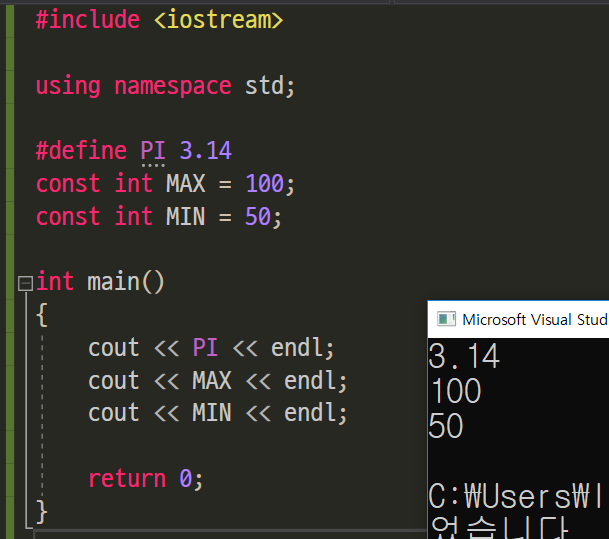 #include <iostream>
using namespace std;
#define PI 3.14
const int MAX = 100;
const int MIN = 50;
int main()
{
cout << PI << endl;
cout << MAX << endl;
cout << MIN << endl;
return 0;
}
Microsoft Visual Stud
3.14
100
50
C:₩Users₩l
었습니다